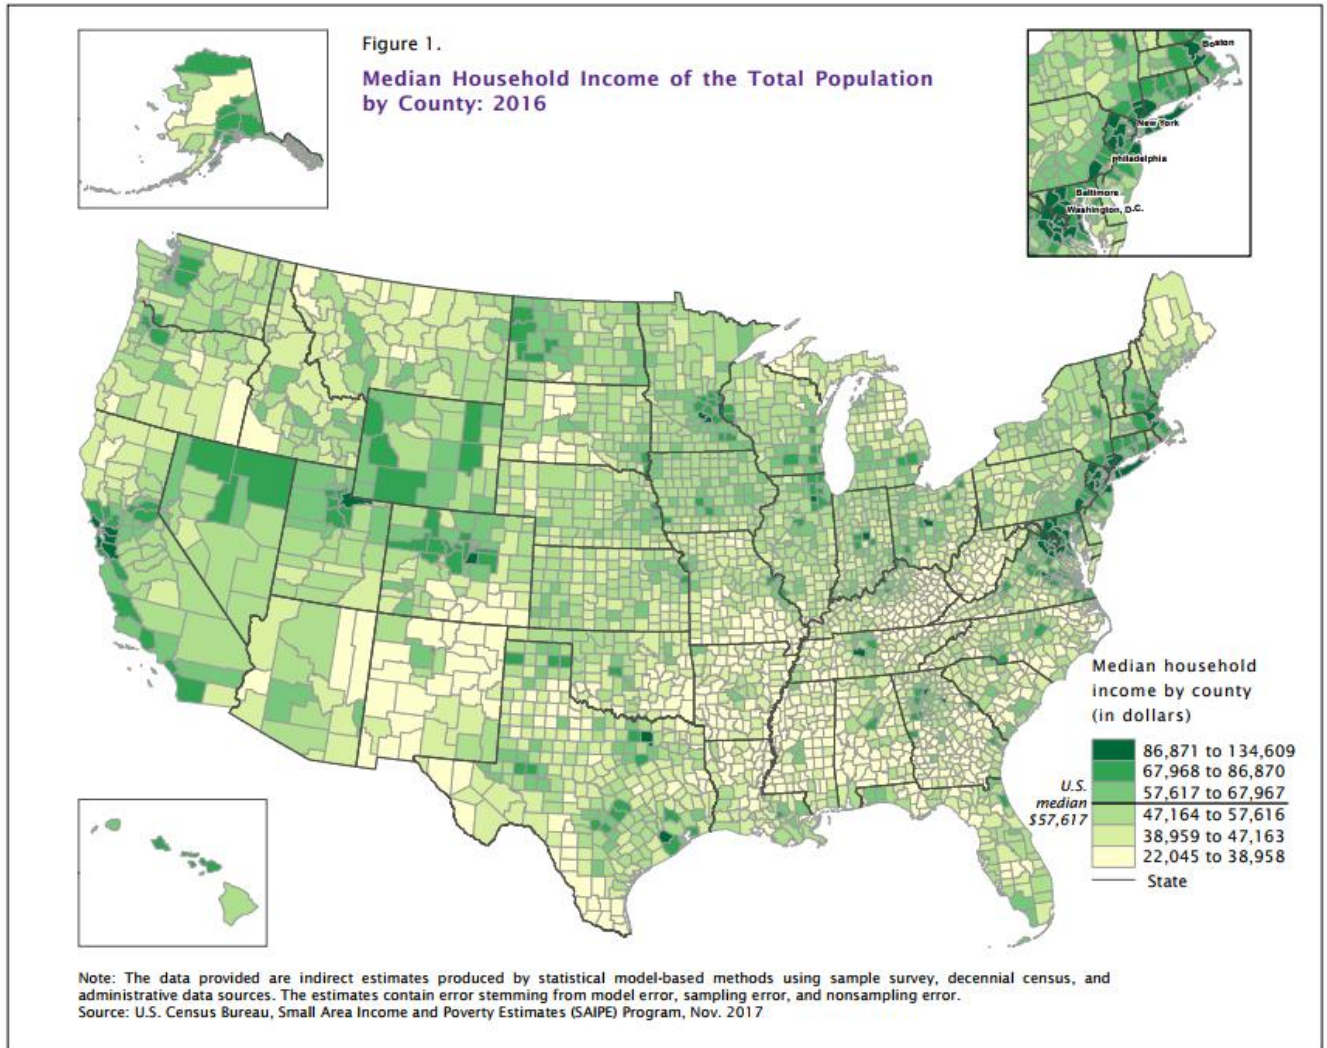 Figure 1.
Median Household Income of the Total Population
by County: 2016
Boston
New York
philadelphia
Baltimore
Washington, D.C.
Median household
income by county
(in dollars)
86,871 to 134,609
67,968 to 86,870
57,617 to 67,967
U.S.
median
$57,617
47,164 to 57,616
38,959 to 47,163
22,045 to 38,958
State
Note: The data provided are indirect estimates produced by statistical model-based methods using sample survey, decennial census, and
administrative data sources. The estimates contain error stemming from model error, sampling error, and nonsampling error.
Source: U.S. Census Bureau, Small Area Income and Poverty Estimates (SAIPE) Program, Nov. 2017